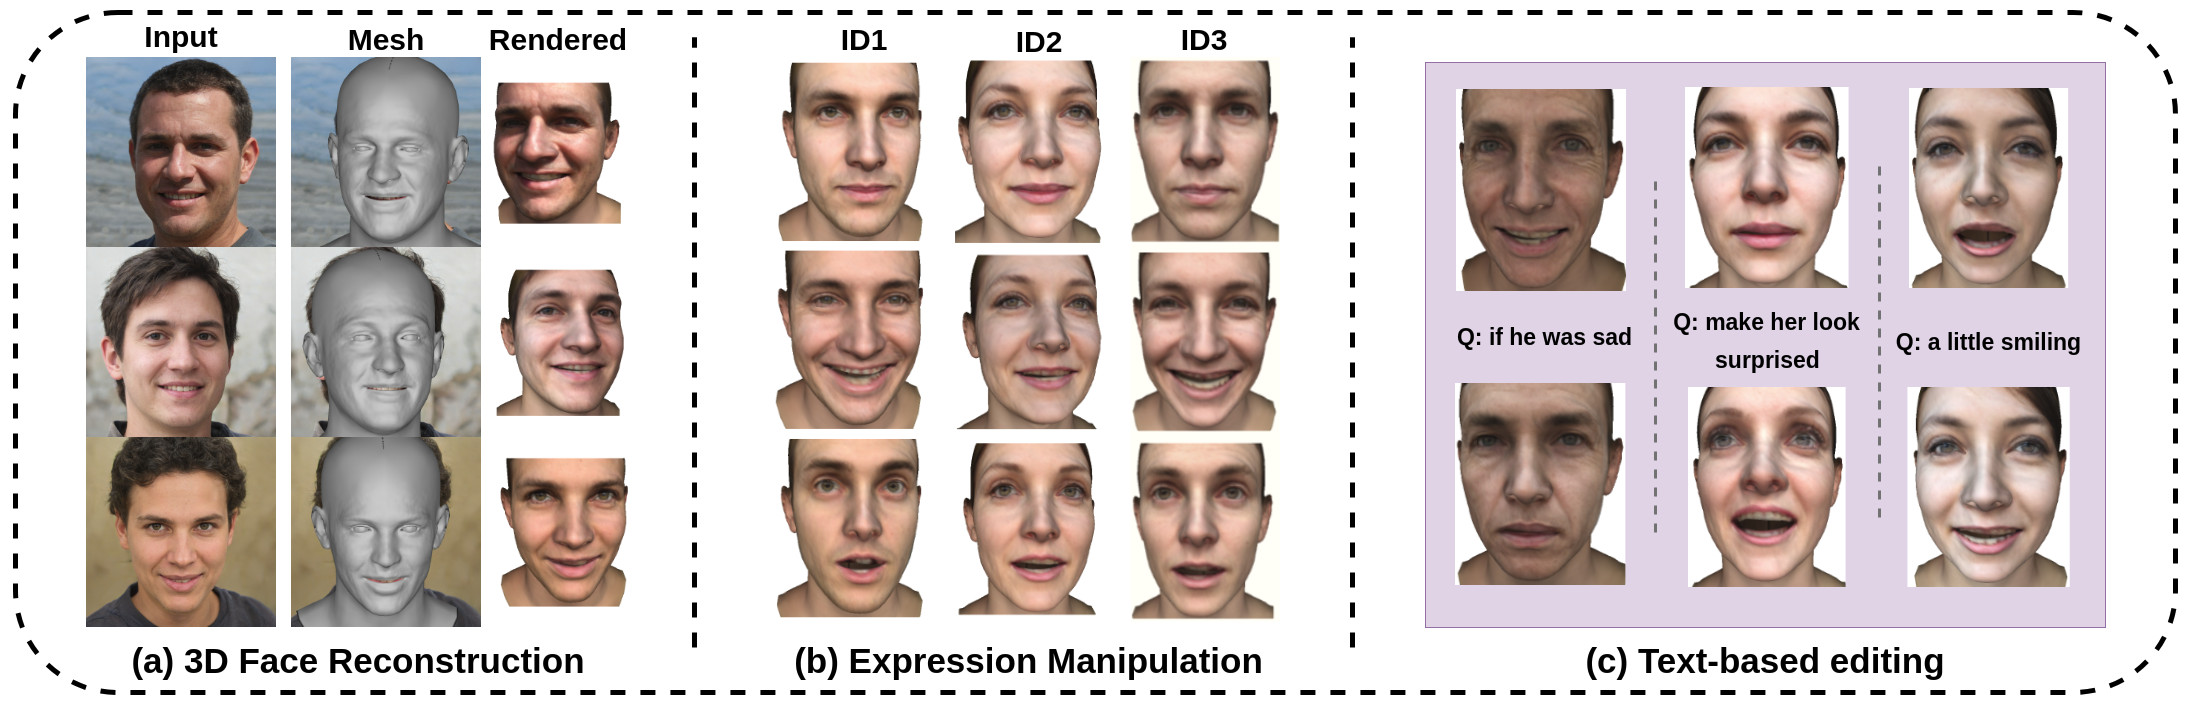 Input
Mesh
Rendered
(a) 3D Face Reconstruction
ID1
ID2
ID3
(b) Expression Manipulation
Q: if he was sad
Q: make her look
surprised
Q: a little smiling
(c) Text-based editing